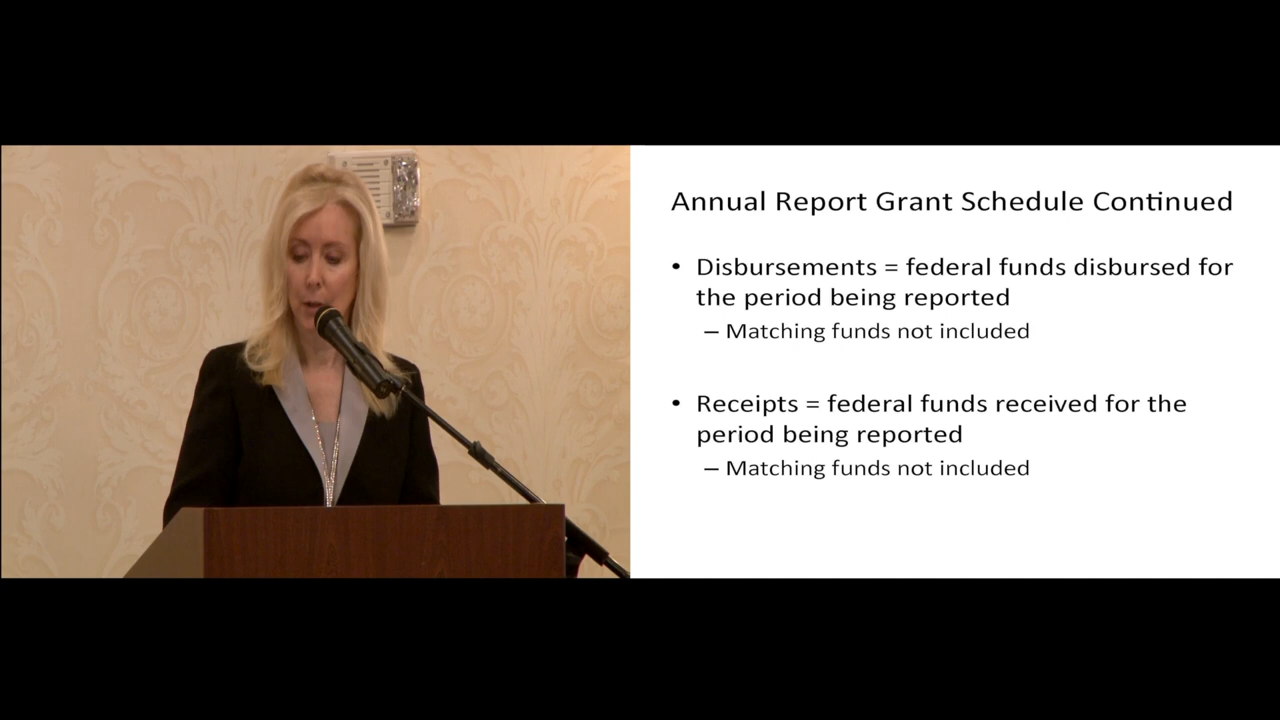 Annual Report Grant Schedule Continued
• Disbursements = federal funds disbursed for
the period being reported
– Matching funds not included
• Receipts = federal funds received for the
period being reported
– Matching funds not included